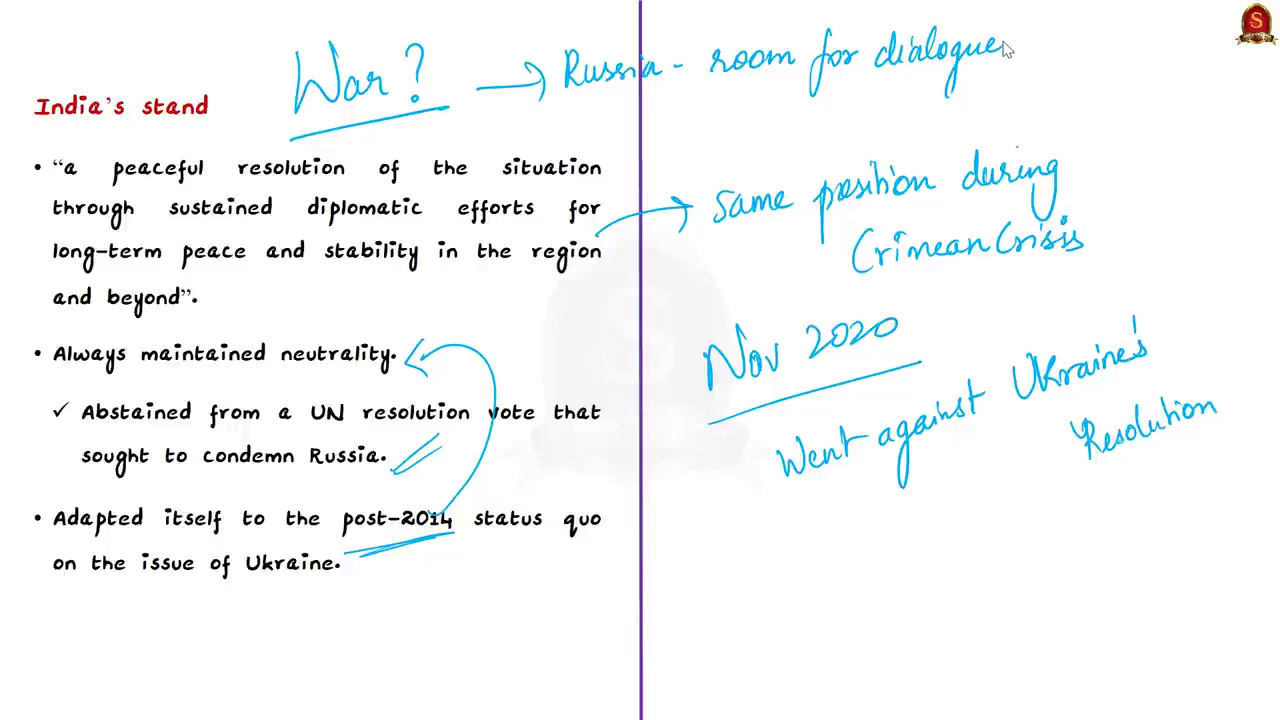 War? → Russia - room for dialogue
India's stand
• "a peaceful resolution of the situation
through sustained diplomatic efforts for
long-term peace and stability in the region
and beyond".
• Always maintained neutrality.
✓ Abstained from a UN resolution vote that
sought to condemn Russia.
• Adapted itself to the post-2014 status quo
on the issue of Ukraine.
Same position during
Crimean Crisis
Nov 2020
Went against Ukraine's
Resolution
S